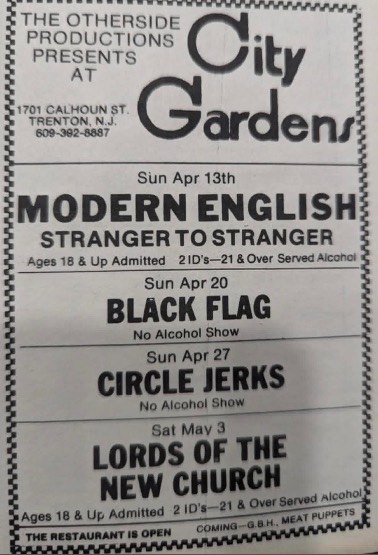 THE OTHERSIDE
PRODUCTIONS
PRESENTS
AT
City
Gardens
1701 CALHOUN ST.
TRENTON, N.J.
609-392-8887
Sun Apr 13th
MODERN ENGLISH
STRANGER TO STRANGER
Ages 18 & Up Admitted 2 ID's—21 & Over Served Alcohol
Sun Apr 20
BLACK FLAG
No Alcohol Show
Sun Apr 27
CIRCLE JERKS
No Alcohol Show
Sat May 3
LORDS OF THE
NEW CHURCH
Ages 18 & Up Admitted 2 ID's—21 & Over Served Alcohol
THE RESTAURANT IS OPEN COMING—G.B.H., MEAT PUPPETS